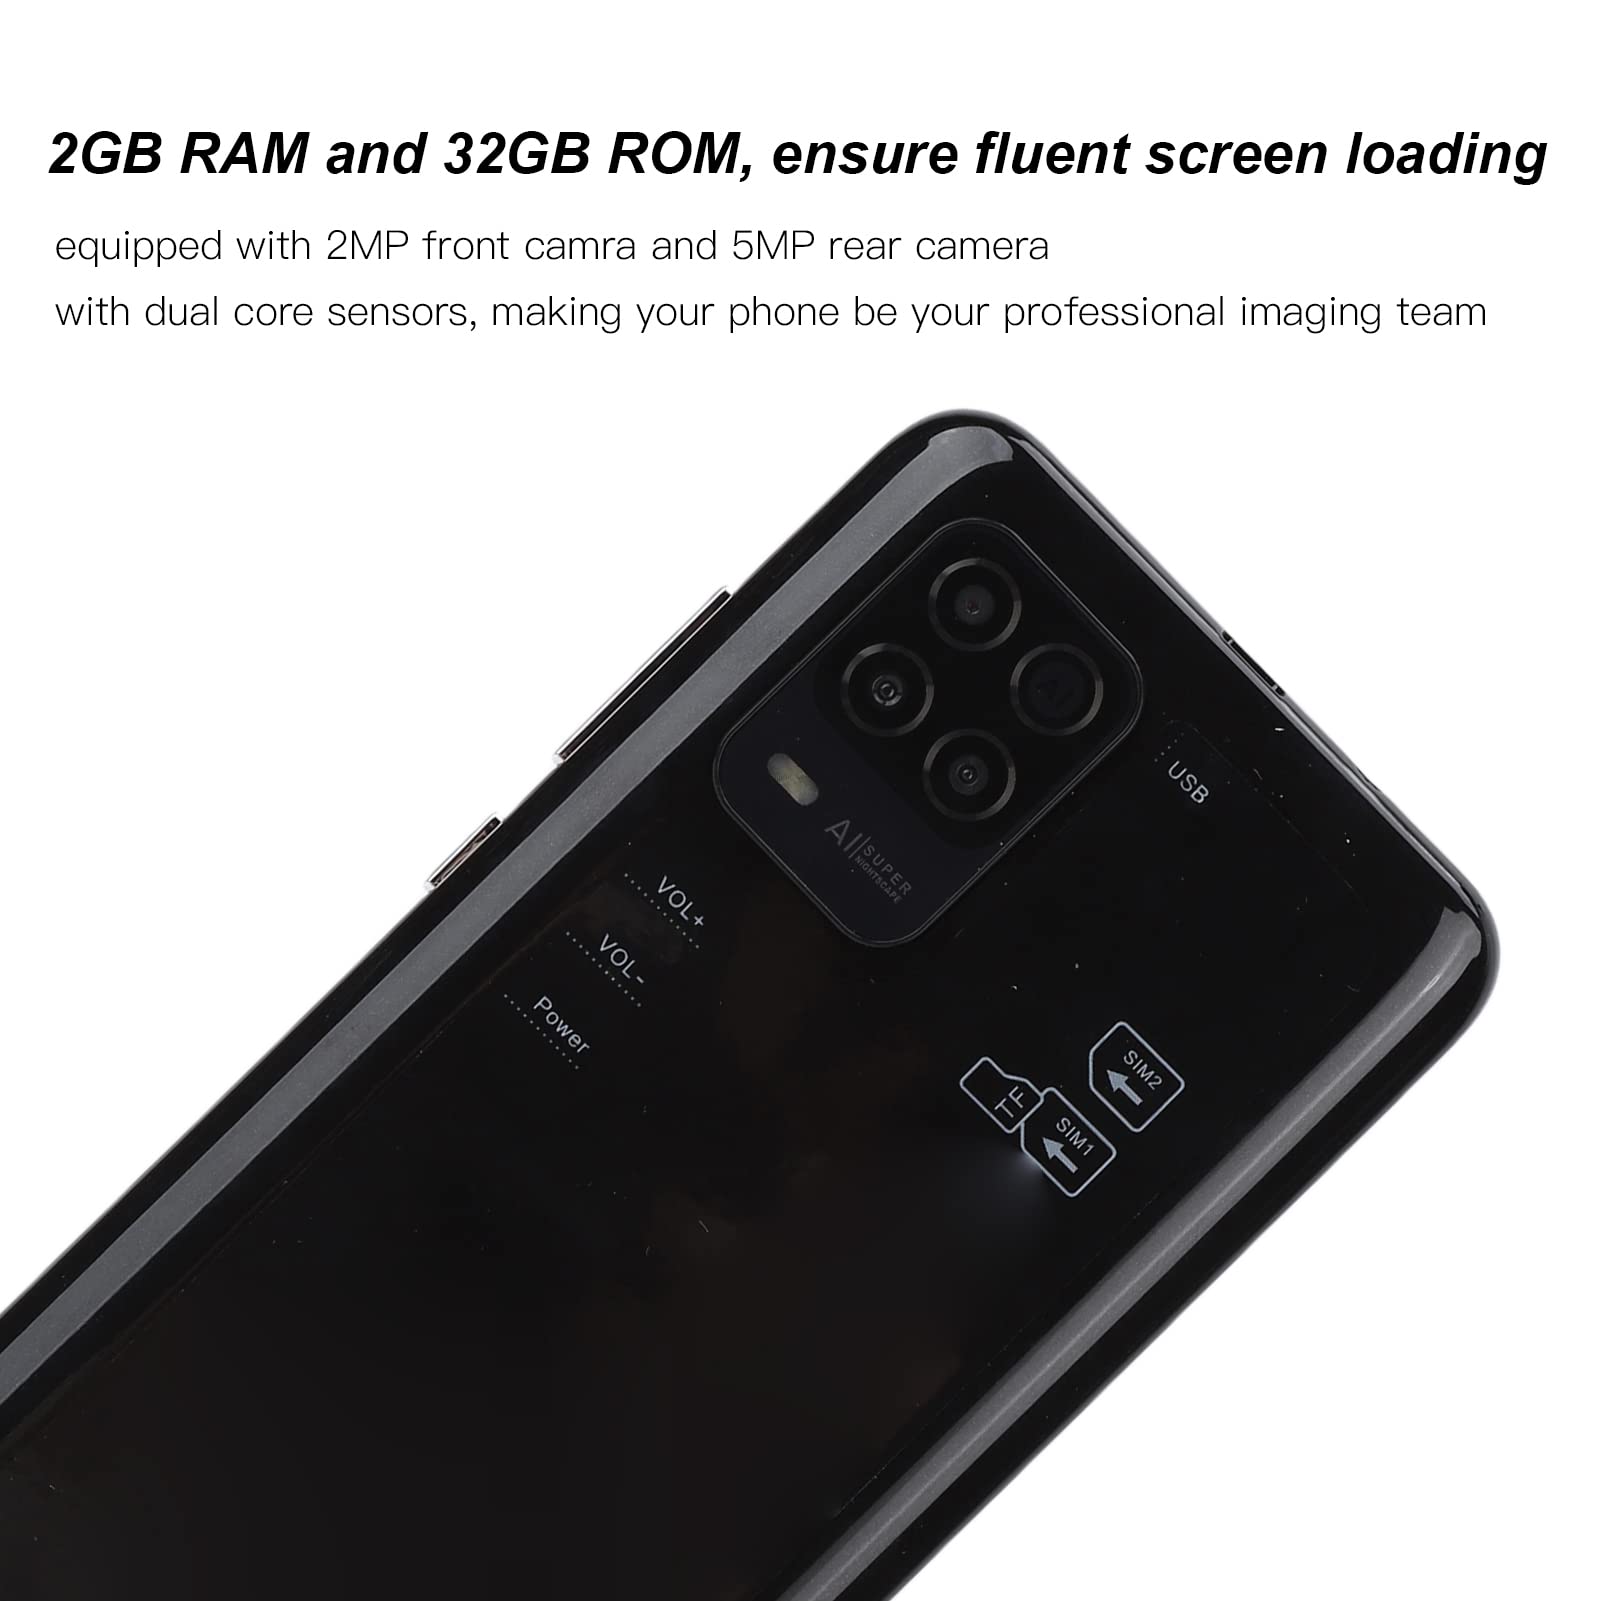 2GB RAM and 32GB ROM, ensure fluent screen loading
equipped with 2MP front camra and 5MP rear camera
with dual core sensors, making your phone be your professional imaging team
AI
USB
AI
SUPER
NIGHTSCAPE
VOL+
VOL-
Power
SIM2
TF
SIM1